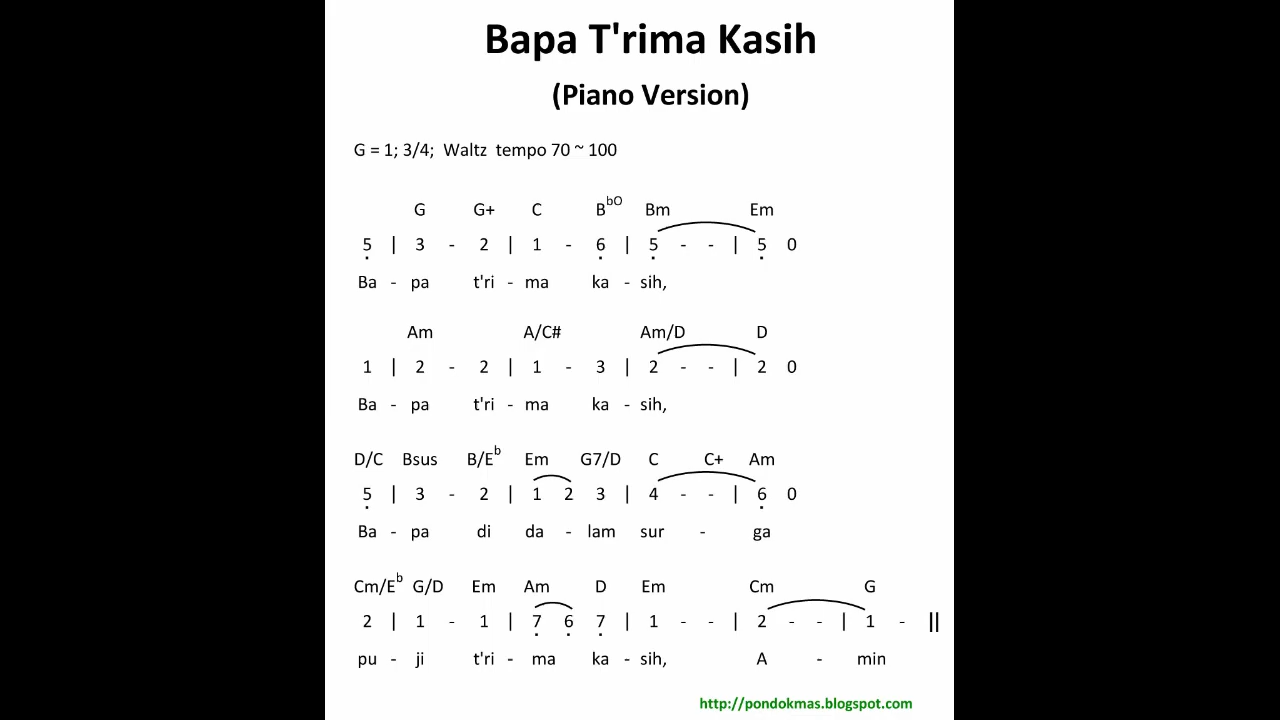 Bapa T'rima Kasih
(Piano Version)
G = 1; 3/4; Waltz tempo 70 ~ 100
G G+ C BbO Bm Em
5̣ | 3 - 2 | 1 - 6̣ | 5̣ - - | 5̣ 0
Ba - pa t'ri - ma ka - sih,
Am A/C# Am/D D
1 | 2 - 2 | 1 - 3 | 2 - - | 2 0
Ba - pa t'ri - ma ka - sih,
D/C Bsus B/Eb Em G7/D C C+ Am
5̣ | 3 - 2 | 1 2 3 | 4 - - | 6̣ 0
Ba - pa di da - lam sur - ga
Cm/Eb G/D Em Am D Em Cm G
2 | 1 - 1 | 7̣ 6̣ 7̣ | 1 - - | 2 - - | 1 - ||
pu - ji t'ri - ma ka - sih, A - min
http://pondokmas.blogspot.com